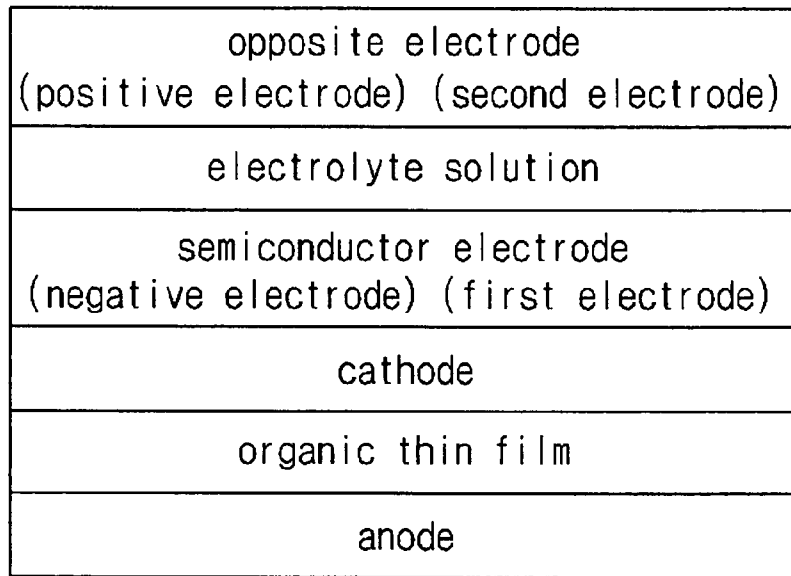 opposite electrode
(positive electrode) (second electrode)
electrolyte solution
semiconductor electrode
(negative electrode) (first electrode)
cathode
organic thin film
anode